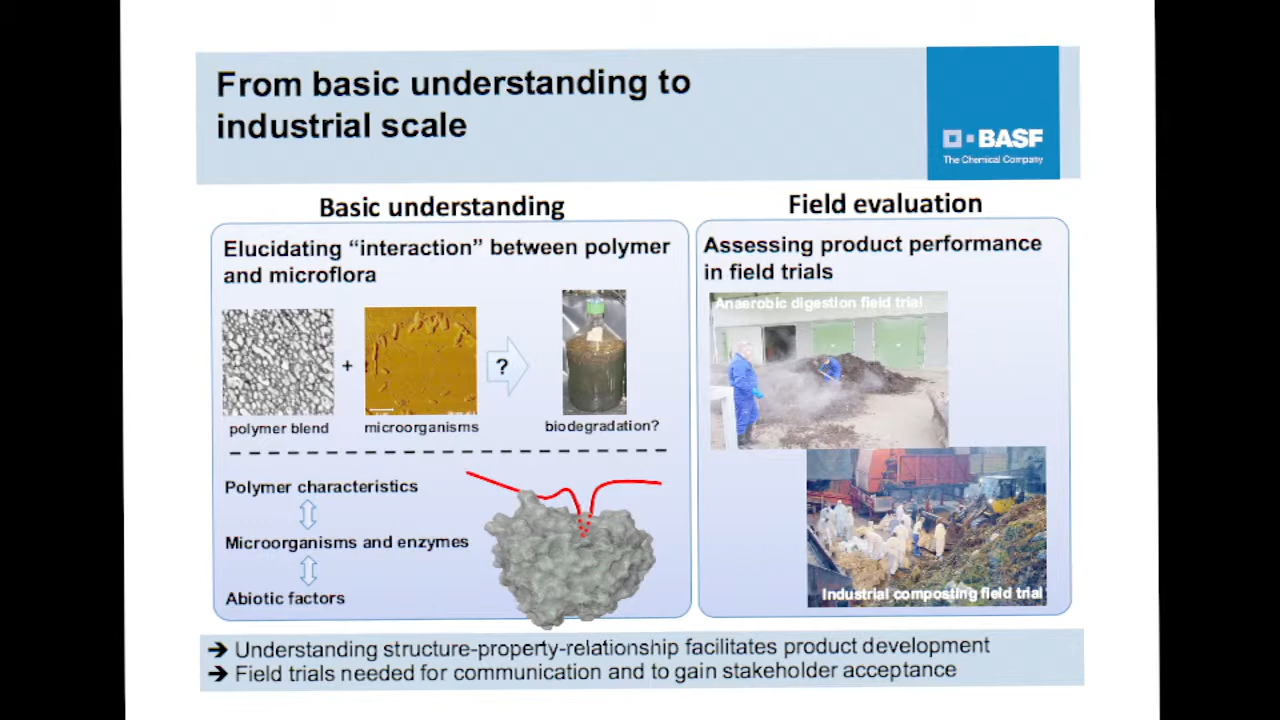 From basic understanding to
industrial scale
BASF
The Chemical Company
Basic understanding
Elucidating “interaction” between polymer
and microflora
+
?
polymer blend
microorganisms
biodegradation?
Polymer characteristics
Microorganisms and enzymes
Abiotic factors
Field evaluation
Assessing product performance
in field trials
Anaerobic digestion field trial
Industrial composting field trial
➔ Understanding structure-property-relationship facilitates product development
➔ Field trials needed for communication and to gain stakeholder acceptance